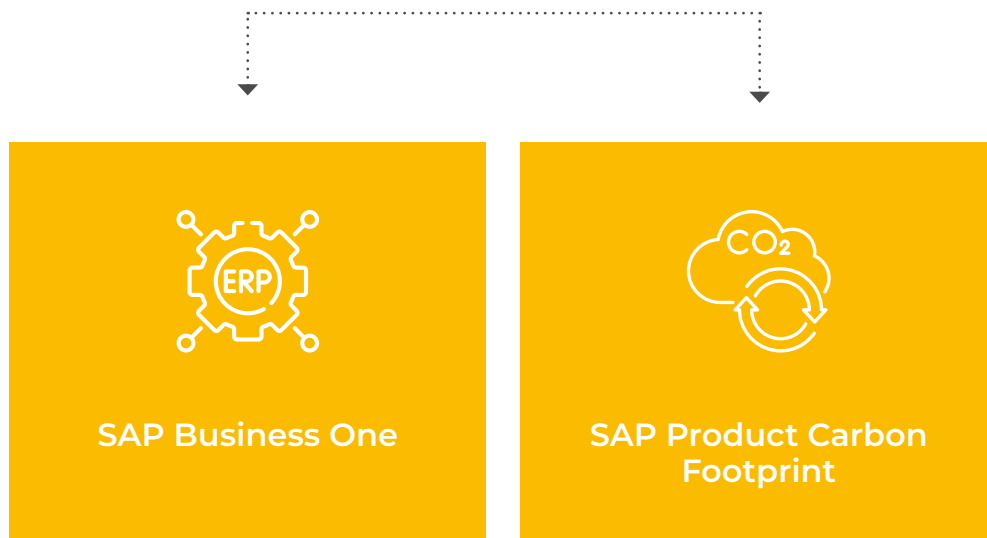 ERP
CO2
SAP Business One
SAP Product Carbon
Footprint